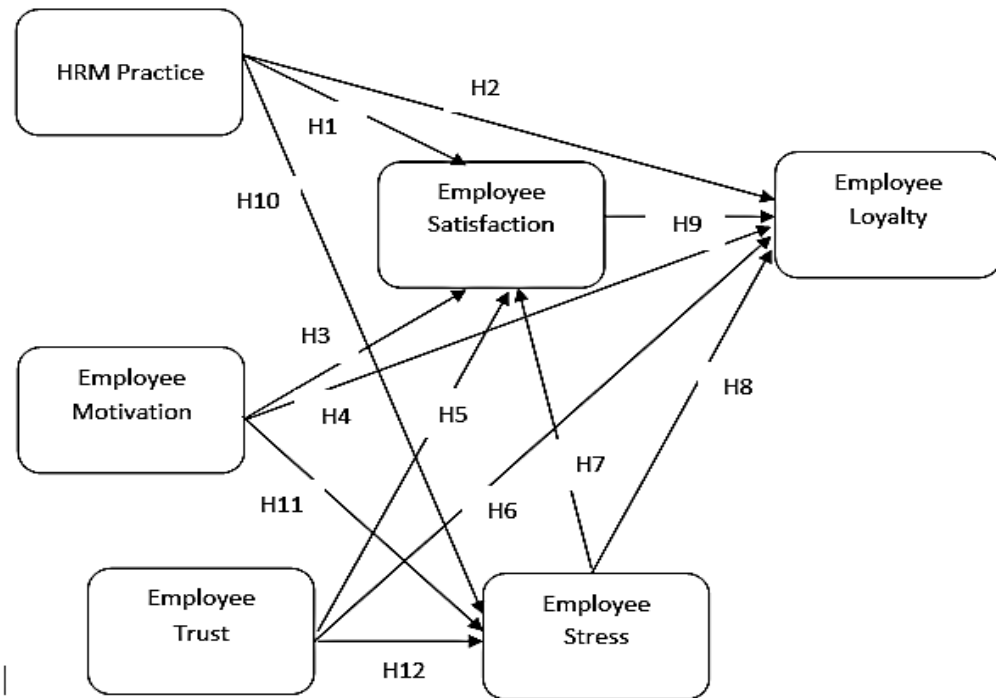 HRM Practice
H2
H1
H10
Employee
Satisfaction
H9
Employee
Loyalty
H3
Employee
Motivation
H4
H5
H8
H7
H11
H6
Employee
Trust
H12
Employee
Stress